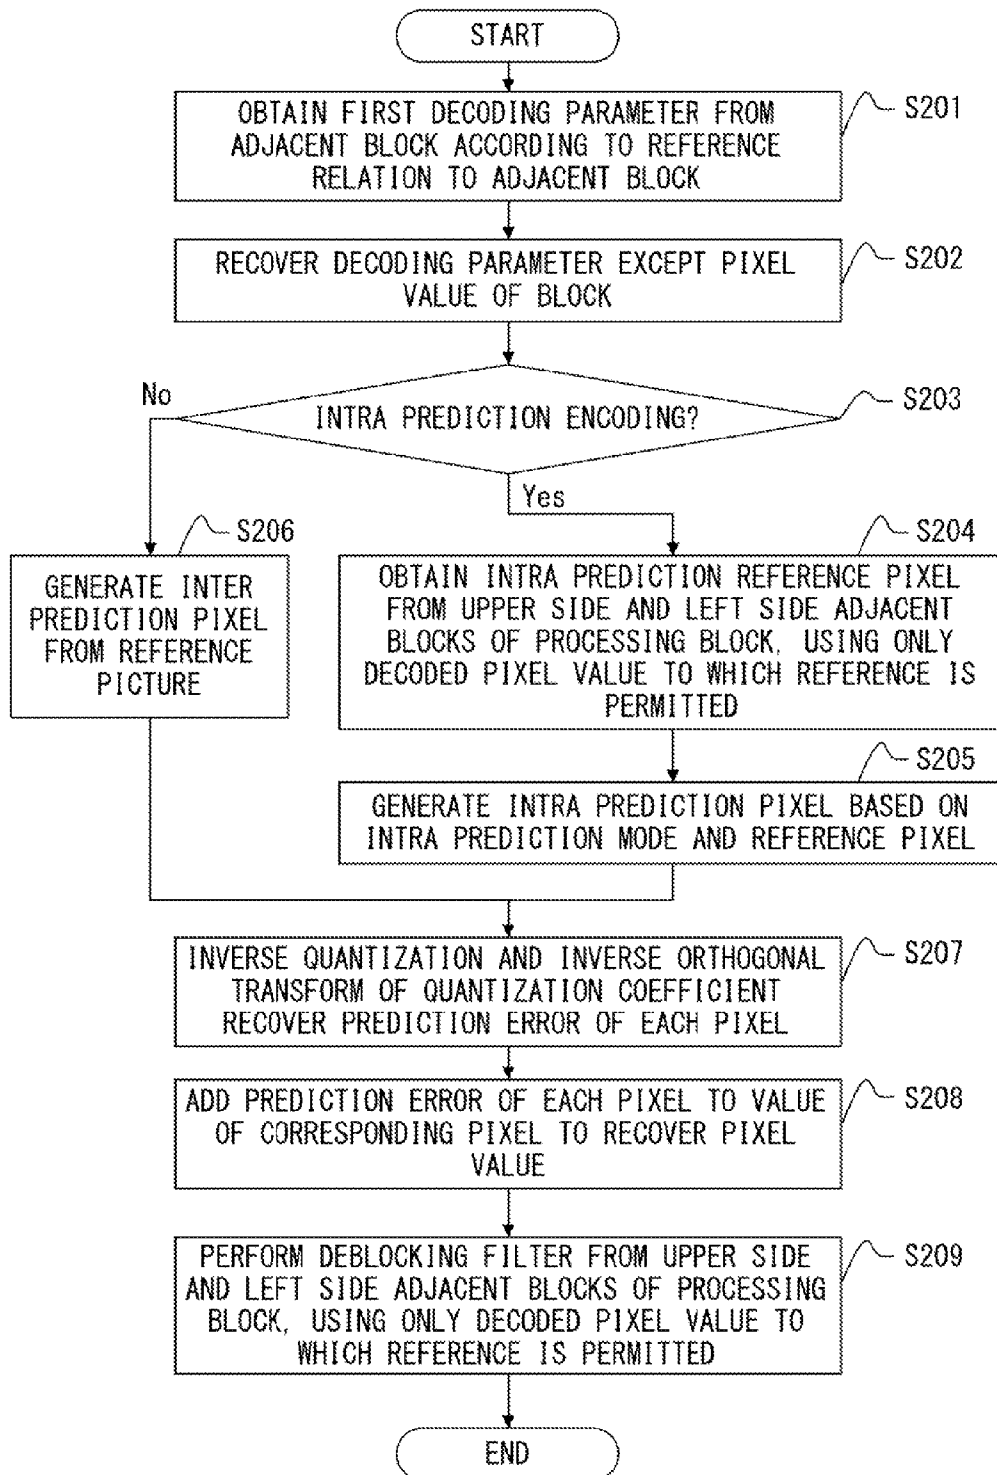 START
OBTAIN FIRST DECODING PARAMETER FROM
ADJACENT BLOCK ACCORDING TO REFERENCE
RELATION TO ADJACENT BLOCK
S201
RECOVER DECODING PARAMETER EXCEPT PIXEL
VALUE OF BLOCK
S202
INTRA PREDICTION ENCODING?
S203
No
Yes
S206
GENERATE INTER
PREDICTION PIXEL
FROM REFERENCE
PICTURE
S204
OBTAIN INTRA PREDICTION REFERENCE PIXEL
FROM UPPER SIDE AND LEFT SIDE ADJACENT
BLOCKS OF PROCESSING BLOCK, USING ONLY
DECODED PIXEL VALUE TO WHICH REFERENCE IS
PERMITTED
S205
GENERATE INTRA PREDICTION PIXEL BASED ON
INTRA PREDICTION MODE AND REFERENCE PIXEL
INVERSE QUANTIZATION AND INVERSE ORTHOGONAL
TRANSFORM OF QUANTIZATION COEFFICIENT
RECOVER PREDICTION ERROR OF EACH PIXEL
S207
ADD PREDICTION ERROR OF EACH PIXEL TO VALUE
OF CORRESPONDING PIXEL TO RECOVER PIXEL
VALUE
S208
PERFORM DEBLOCKING FILTER FROM UPPER SIDE
AND LEFT SIDE ADJACENT BLOCKS OF PROCESSING
BLOCK, USING ONLY DECODED PIXEL VALUE TO
WHICH REFERENCE IS PERMITTED
S209
END